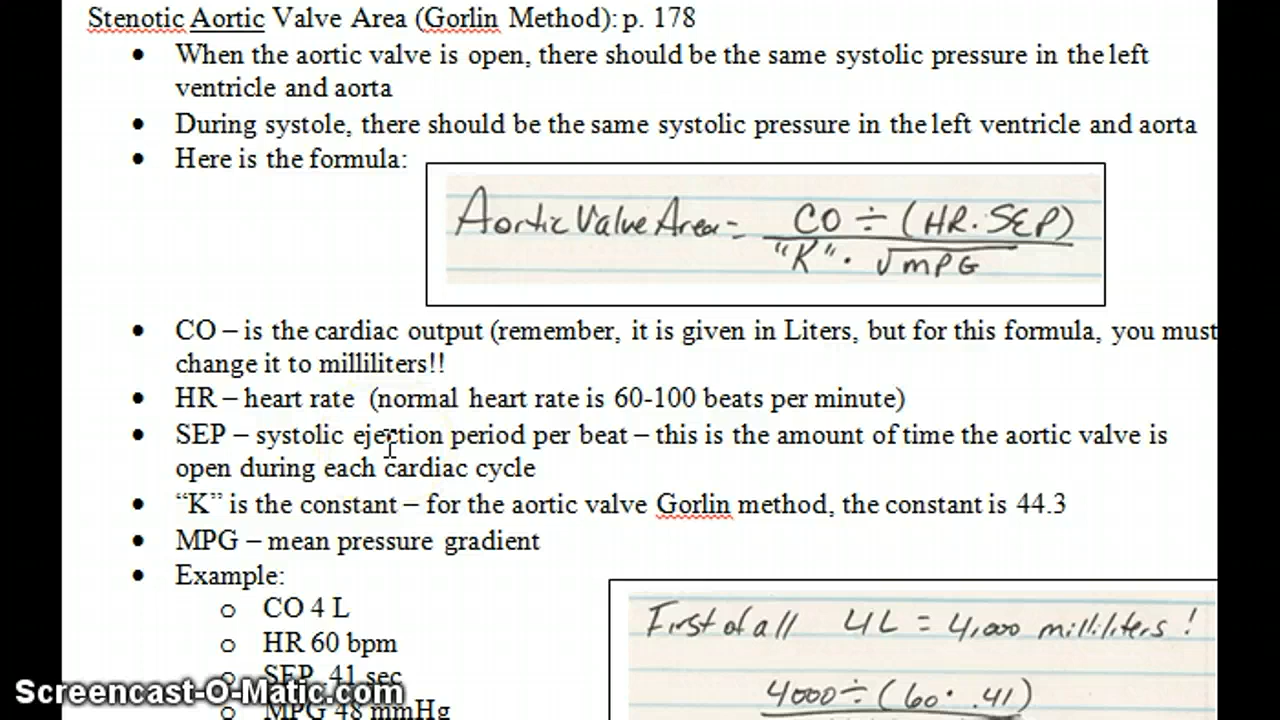 Stenotic Aortic Valve Area (Gorlin Method): p. 178
• When the aortic valve is open, there should be the same systolic pressure in the left
ventricle and aorta
• During systole, there should be the same systolic pressure in the left ventricle and aorta
• Here is the formula:
Aortic Valve Area = CO ÷ (HR · SEP)
"K" · √MPG
• CO – is the cardiac output (remember, it is given in Liters, but for this formula, you must
change it to milliliters!!
• HR – heart rate (normal heart rate is 60-100 beats per minute)
• SEP – systolic ejection period per beat – this is the amount of time the aortic valve is
open during each cardiac cycle
• “K” is the constant – for the aortic valve Gorlin method, the constant is 44.3
• MPG – mean pressure gradient
• Example:
o CO 4 L
o HR 60 bpm
o SEP .41 sec
o MPG 48 mmHg
First of all 4L = 4,000 milliliters !
4000 ÷ (60 · .41)
Screencast-O-Matic.com